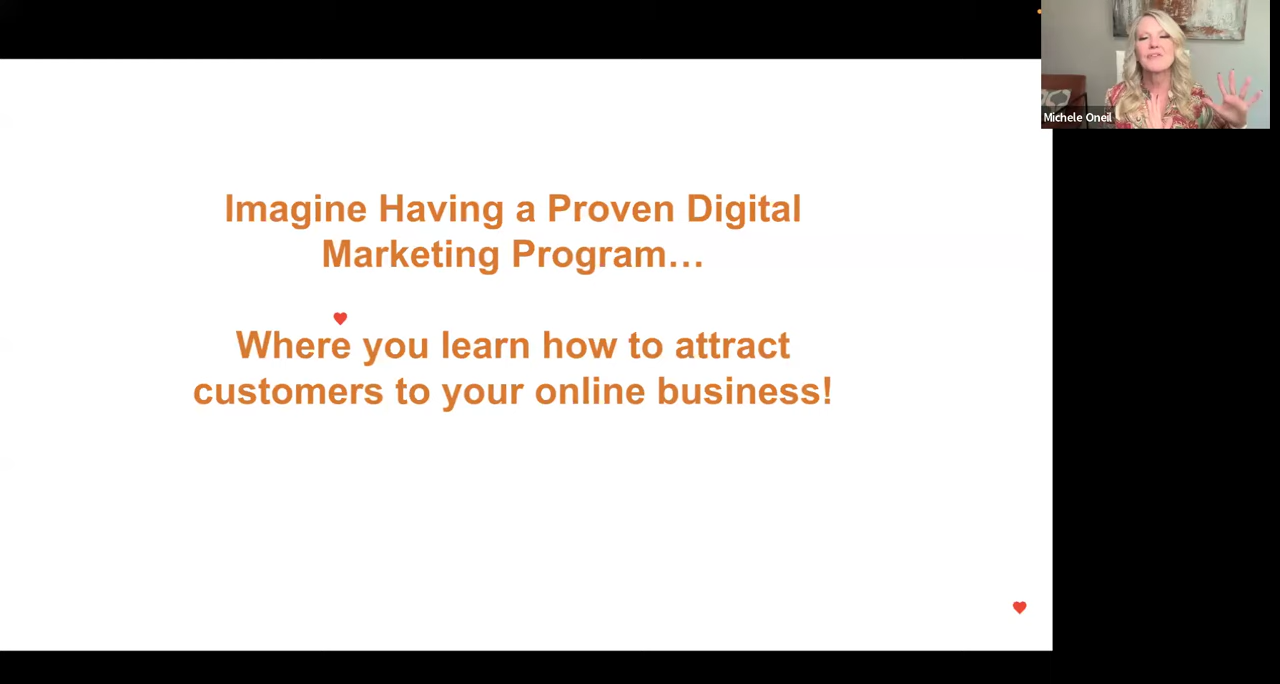 Michele Oneil
Imagine Having a Proven Digital
Marketing Program…
Where you learn how to attract
customers to your online business!